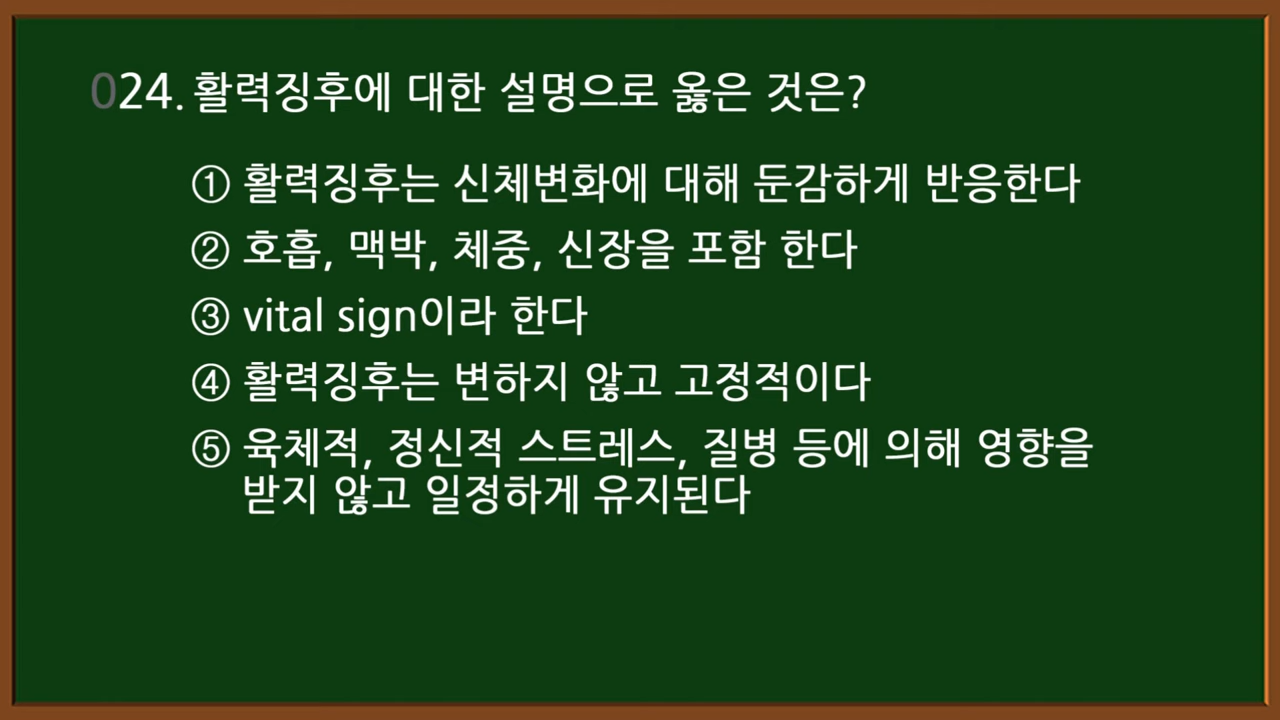 024. 활력징후에 대한 설명으로 옳은 것은?
① 활력징후는 신체변화에 대해 둔감하게 반응한다
② 호흡, 맥박, 체중, 신장을 포함 한다
③ vital sign이라 한다
④ 활력징후는 변하지 않고 고정적이다
⑤ 육체적, 정신적 스트레스, 질병 등에 의해 영향을
받지 않고 일정하게 유지된다